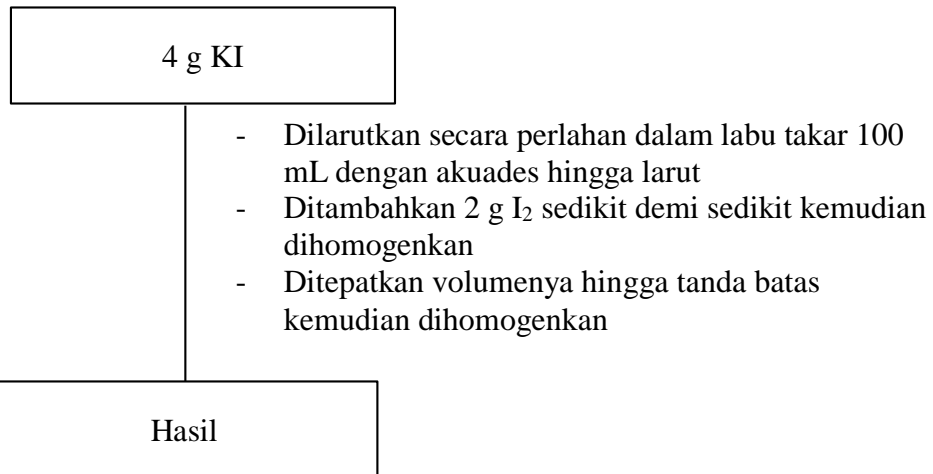 4 g KI
- Dilarutkan secara perlahan dalam labu takar 100
mL dengan akuades hingga larut
- Ditambahkan 2 g I₂ sedikit demi sedikit kemudian
dihomogenkan
- Ditepatkan volumenya hingga tanda batas
kemudian dihomogenkan
Hasil